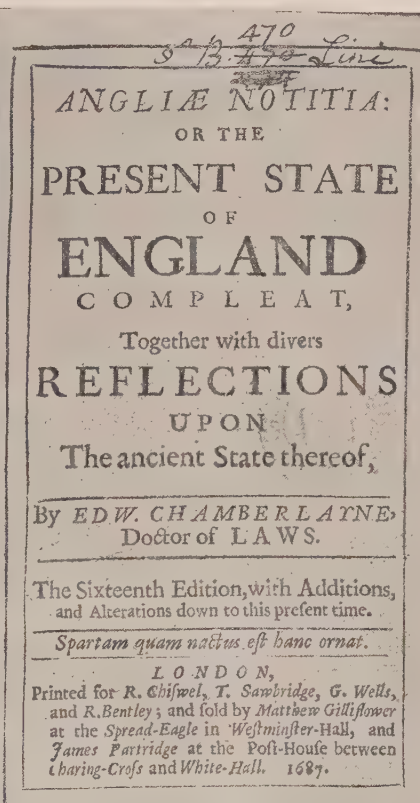 470
Line
ANGLIÆ NOTITIA:
OR THE
PRESENT STATE
OF
ENGLAND
COMPLEAT,
Together with divers
REFLECTIONS
UPON
The ancient State thereof,
By EDW. CHAMBERLAYNE,
Doctor of LAWS.
The Sixteenth Edition, with Additions,
and Alterations down to this preſent time.
Spartam quam nactus eſt hanc ornat.
LONDON,
Printed for R. Chiſwel, T. Sawbridge, G. Wells,
and R. Bentley; and ſold by Matthew Gilliflower
at the Spread-Eagle in Weſtminſter-Hall, and
James Partridge at the Poſt-Houſe between
Charing-Croſs and White-Hall. 1687.